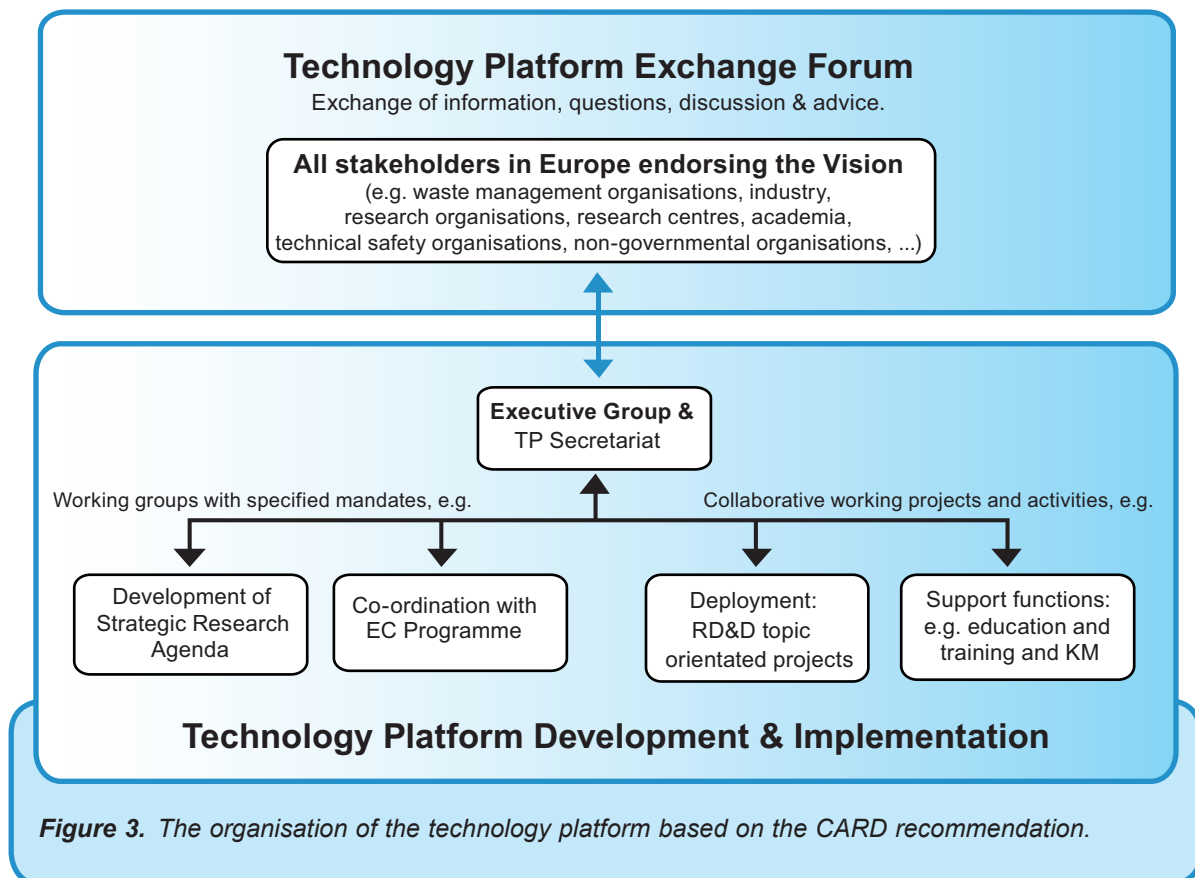 Technology Platform Exchange Forum
Exchange of information, questions, discussion & advice.
All stakeholders in Europe endorsing the Vision
(e.g. waste management organisations, industry,
research organisations, research centres, academia,
technical safety organisations, non-governmental organisations, ...)
Executive Group &
TP Secretariat
Working groups with specified mandates, e.g.
Collaborative working projects and activities, e.g.
Development of
Strategic Research
Agenda
Co-ordination with
EC Programme
Deployment:
RD&D topic
orientated projects
Support functions:
e.g. education and
training and KM
Technology Platform Development & Implementation
Figure 3. The organisation of the technology platform based on the CARD recommendation.